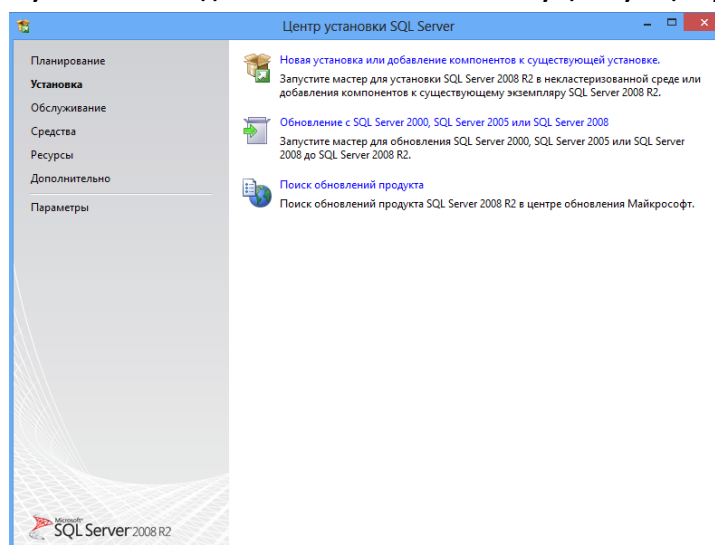 Центр установки SQL Server
Планирование
Установка
Обслуживание
Средства
Ресурсы
Дополнительно
Параметры
Новая установка или добавление компонентов к существующей установке.
Запустите мастер для установки SQL Server 2008 R2 в некластеризованной среде или
добавления компонентов к существующему экземпляру SQL Server 2008 R2.
Обновление с SQL Server 2000, SQL Server 2005 или SQL Server 2008
Запустите мастер для обновления SQL Server 2000, SQL Server 2005 или SQL Server
2008 до SQL Server 2008 R2.
Поиск обновлений продукта
Поиск обновлений продукта SQL Server 2008 R2 в центре обновления Майкрософт.
Microsoft
SQL Server 2008 R2